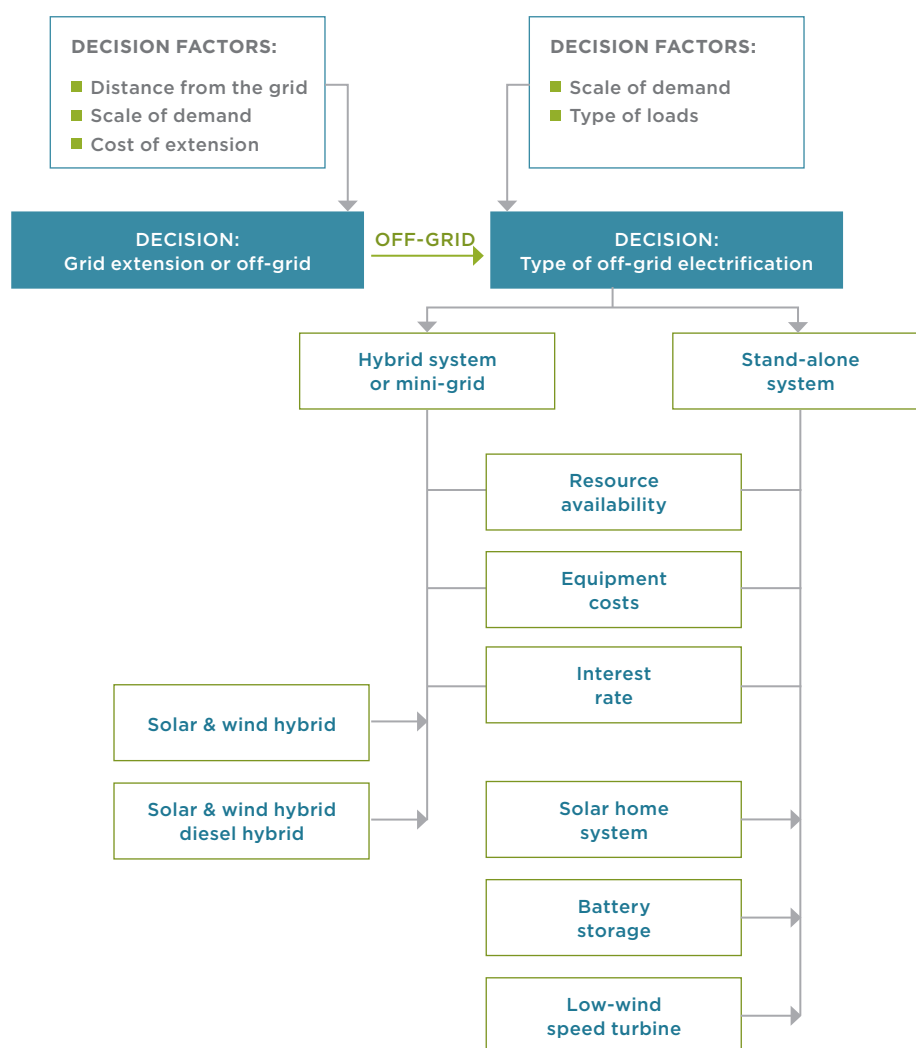 DECISION FACTORS:
Distance from the grid
Scale of demand
Cost of extension
DECISION FACTORS:
Scale of demand
Type of loads
DECISION:
Grid extension or off-grid
OFF-GRID
DECISION:
Type of off-grid electrification
Hybrid system
or mini-grid
Stand-alone
system
Resource
availability
Equipment
costs
Interest
rate
Solar & wind hybrid
Solar & wind hybrid
diesel hybrid
Solar home
system
Battery
storage
Low-wind
speed turbine